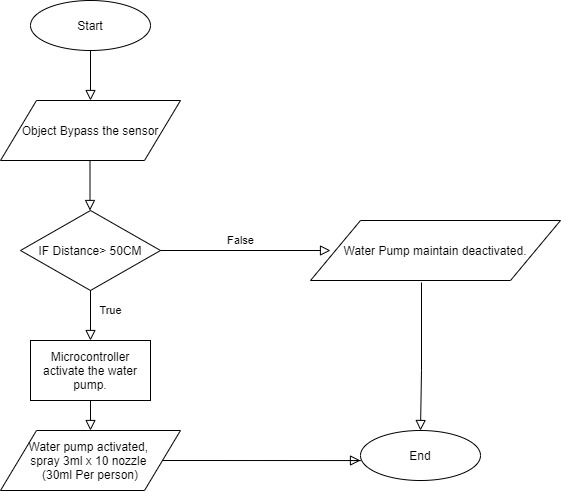 Start
Object Bypass the sensor
IF Distance> 50CM
False
Water Pump maintain deactivated.
True
Microcontroller
activate the water
pump.
Water pump activated,
spray 3ml x 10 nozzle
(30ml Per person)
End